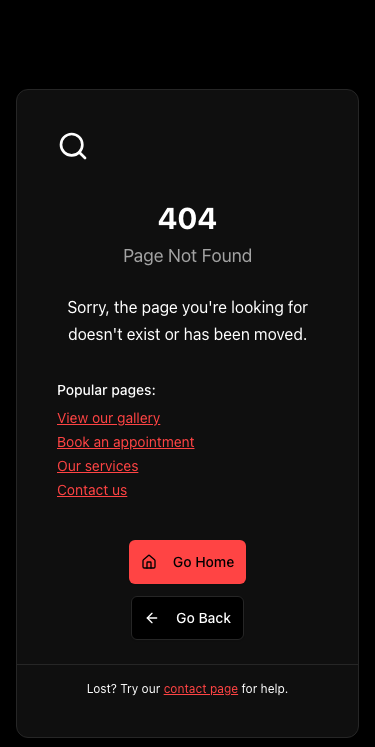 404
Page Not Found
Sorry, the page you're looking for
doesn't exist or has been moved.
Popular pages:
View our gallery
Book an appointment
Our services
Contact us
Go Home
Go Back
Lost? Try our contact page for help.